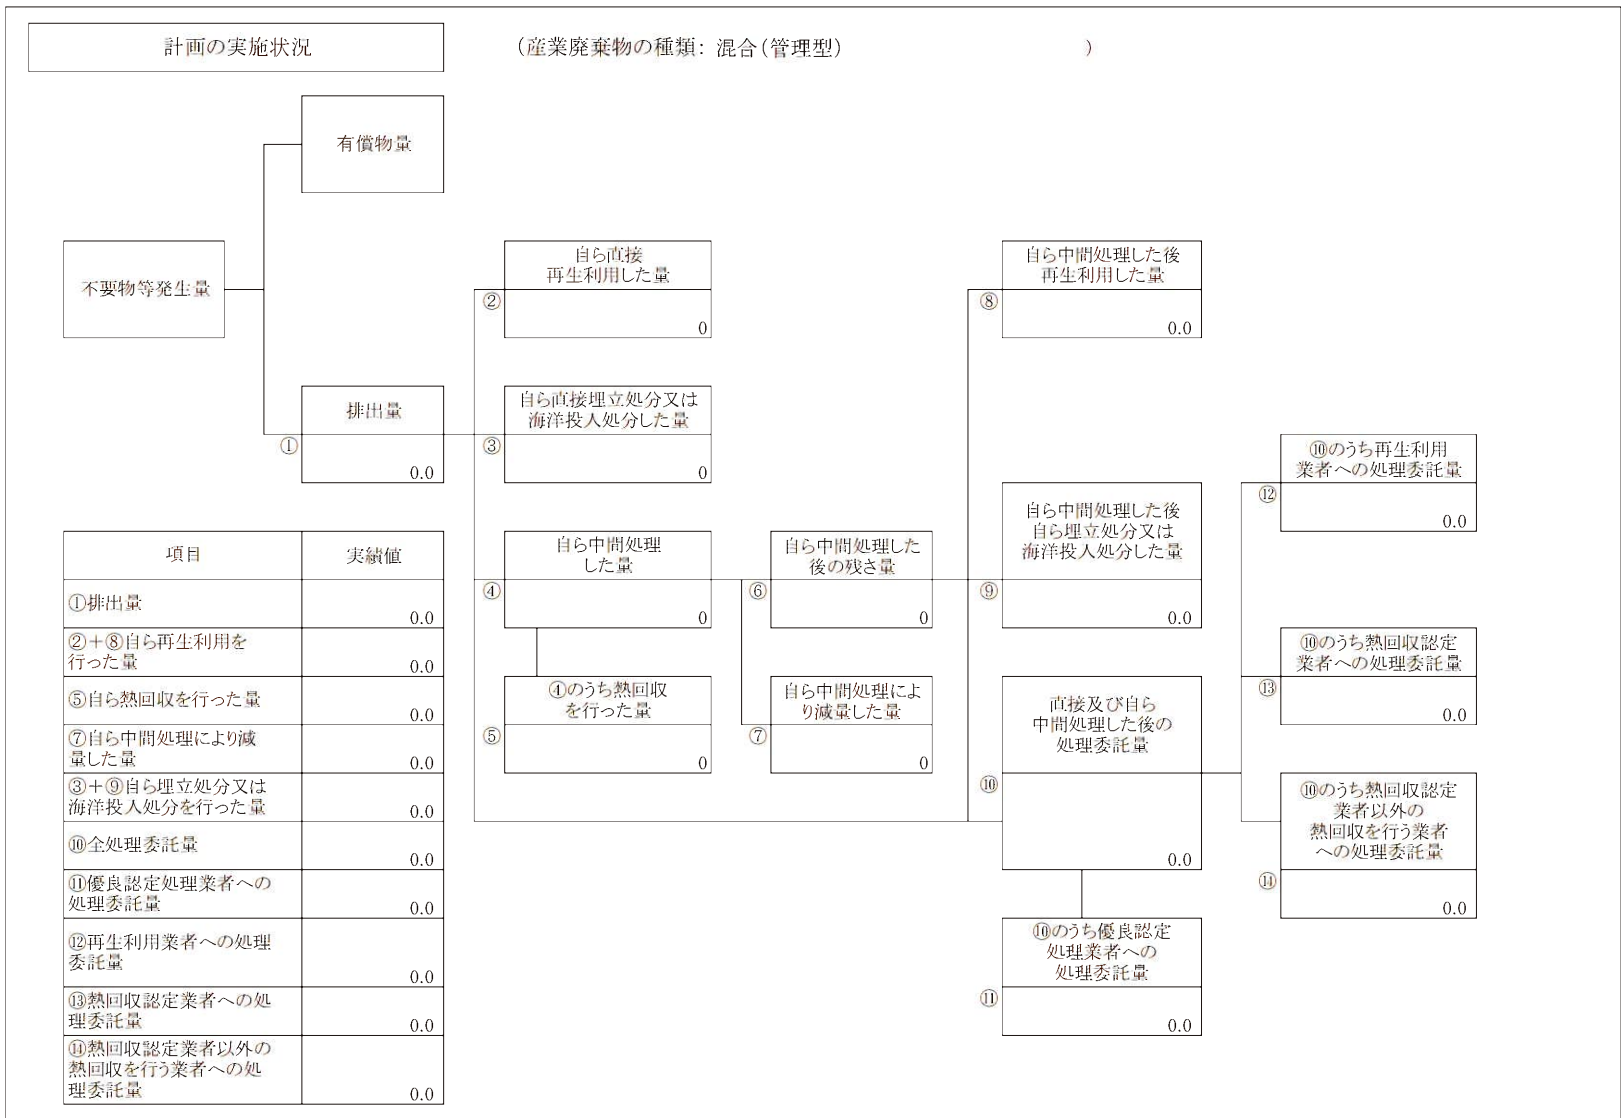 計画の実施状況
（産業廃棄物の種類：混合（管理型）　）
有償物量
不要物等発生量
排出量
①
0.0
自ら直接
再生利用した量
②
0
自ら直接埋立処分又は
海洋投入処分した量
③
0
自ら中間処理
した量
④
0
④のうち熱回収
を行った量
⑤
0
自ら中間処理した
後の残さ量
⑥
0
自ら中間処理によ
り減量した量
⑦
0
自ら中間処理した後
再生利用した量
⑧
0.0
自ら中間処理した後
自ら埋立処分又は
海洋投入処分した量
⑨
0.0
直接及び自ら
中間処理した後の
処理委託量
⑩
0.0
⑩のうち優良認定
処理業者への
処理委託量
⑪
0.0
⑩のうち再生利用
業者への処理委託量
⑫
0.0
⑩のうち熱回収認定
業者への処理委託量
⑬
0.0
⑩のうち熱回収認定
業者以外の
熱回収を行う業者
への処理委託量
⑭
0.0
項目
実績値
①排出量
0.0
②＋⑧自ら再生利用を
行った量
0.0
⑤自ら熱回収を行った量
0.0
⑦自ら中間処理により減
量した量
0.0
③＋⑨自ら埋立処分又は
海洋投入処分を行った量
0.0
⑩全処理委託量
0.0
⑪優良認定処理業者への
処理委託量
0.0
⑫再生利用業者への処理
委託量
0.0
⑬熱回収認定業者への処
理委託量
0.0
⑭熱回収認定業者以外の
熱回収を行う業者への処
理委託量
0.0